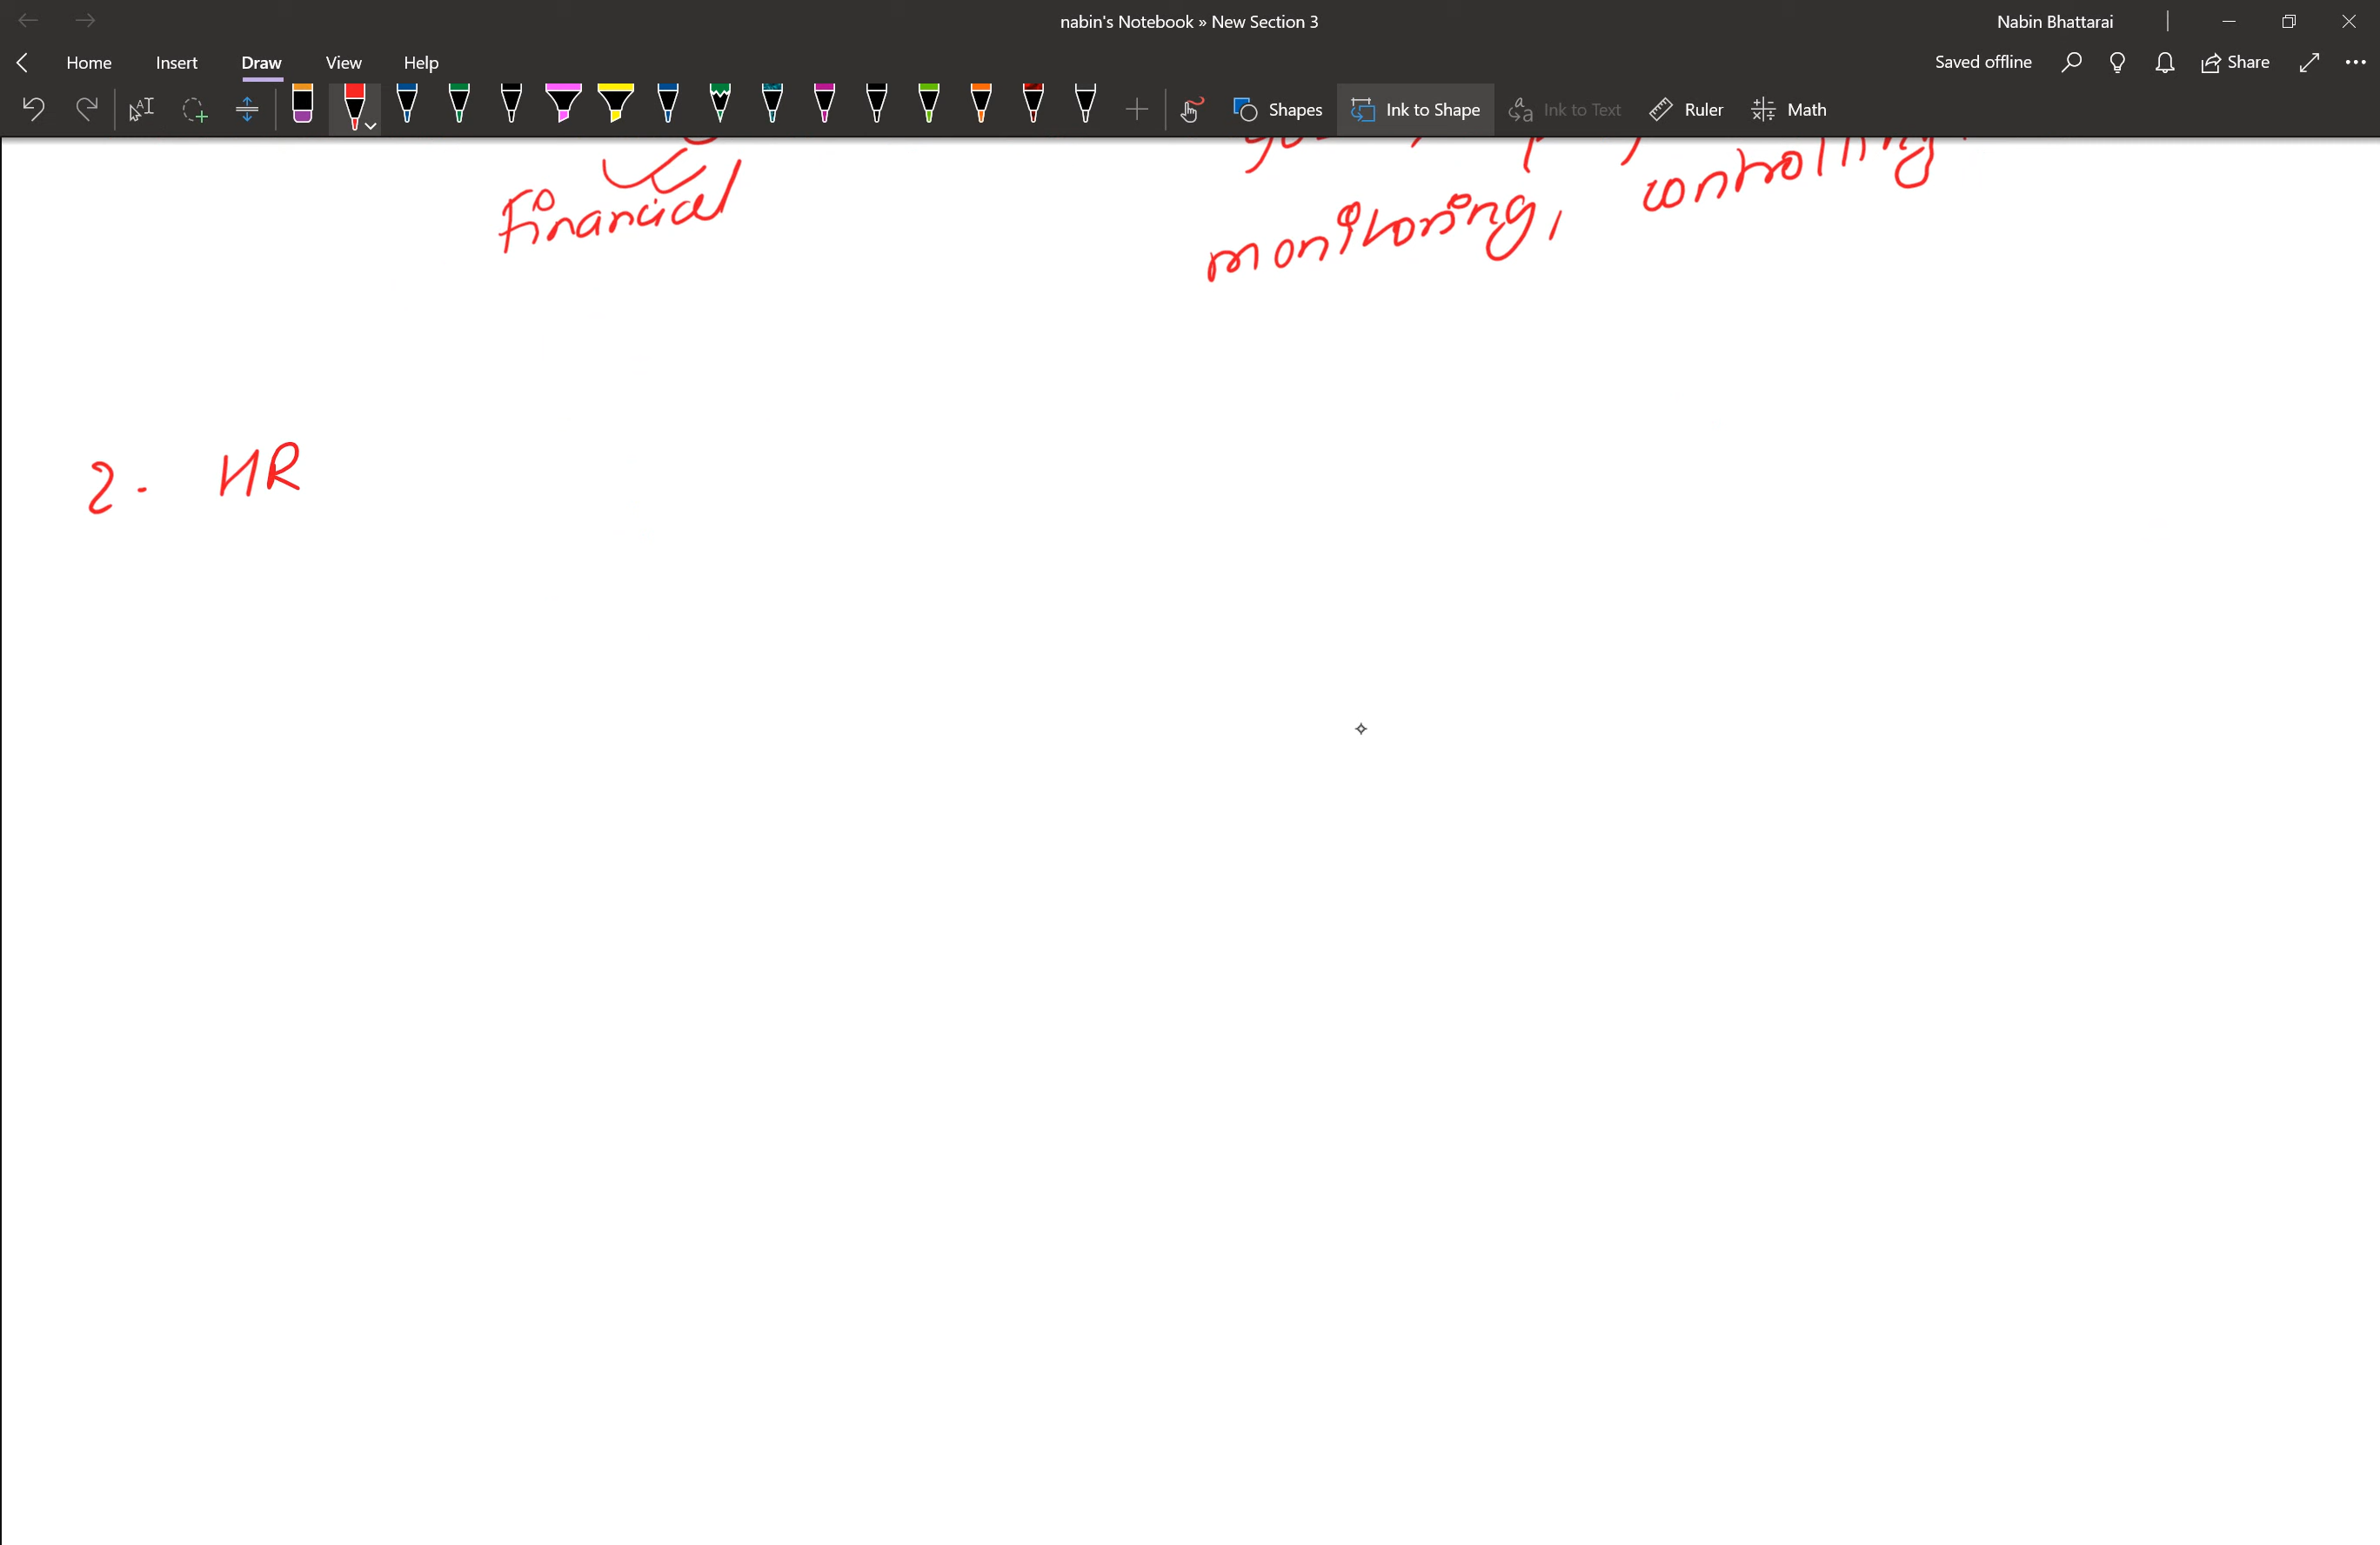 nabin's Notebook » New Section 3
Nabin Bhattarai
Home Insert Draw View Help
Saved offline
Share
Shapes
Ink to Shape
Ink to Text
Ruler
Math
controlling
Financial
monitoring,
2. HR